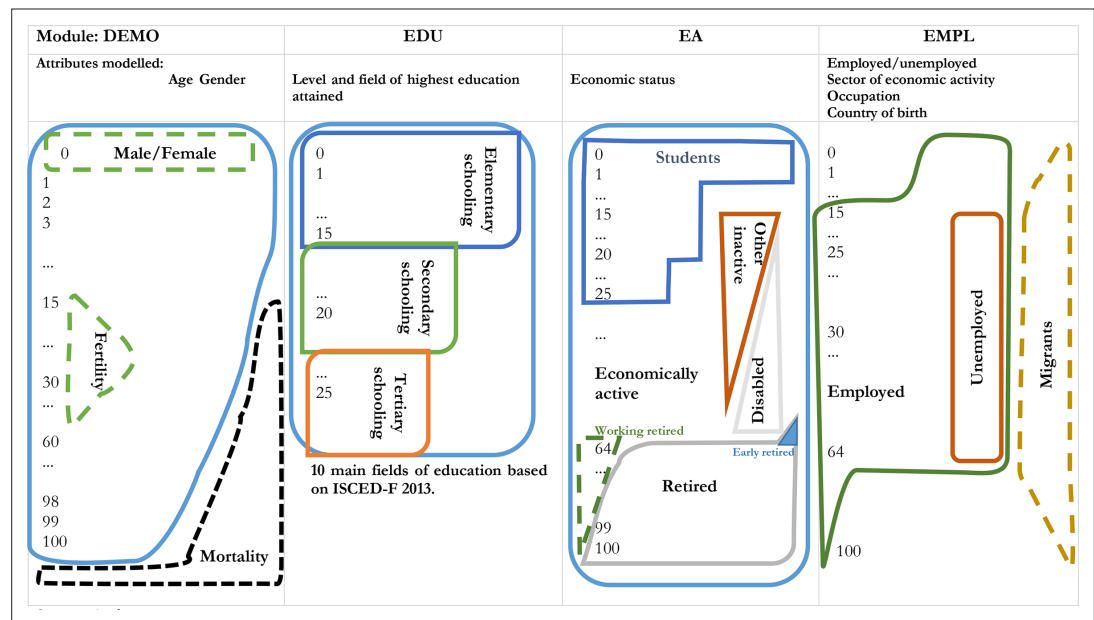 Module: DEMO
EDU
EA
EMPL
Attributes modelled:
Age Gender
Level and field of highest education
attained
Economic status
Employed/unemployed
Sector of economic activity
Occupation
Country of birth
0
Male/Female
1
2
3
...
15
...
30
...
60
...
98
99
100
Fertility
Mortality
0
1
...
15
Elementary
schooling
...
20
Secondary
schooling
...
25
Tertiary
schooling
10 main fields of education based
on ISCED-F 2013.
0
Students
1
...
15
...
20
...
25
...
Other
inactive
Disabled
Economically
active
Working retired
64
Early retired
...
Retired
99
100
0
1
...
15
...
25
...
30
...
Employed
Unemployed
Migrants
64
100